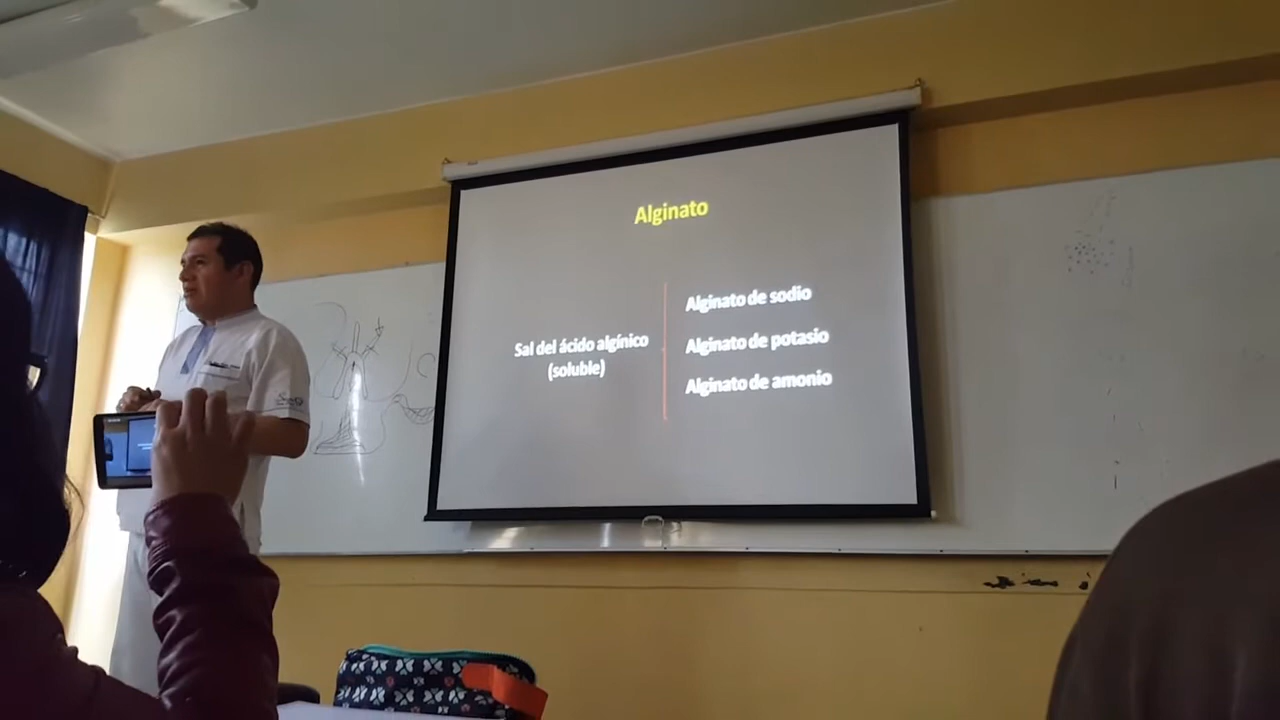 Alginato
Sal del ácido algínico
(soluble)
Alginato de sodio
Alginato de potasio
Alginato de amonio